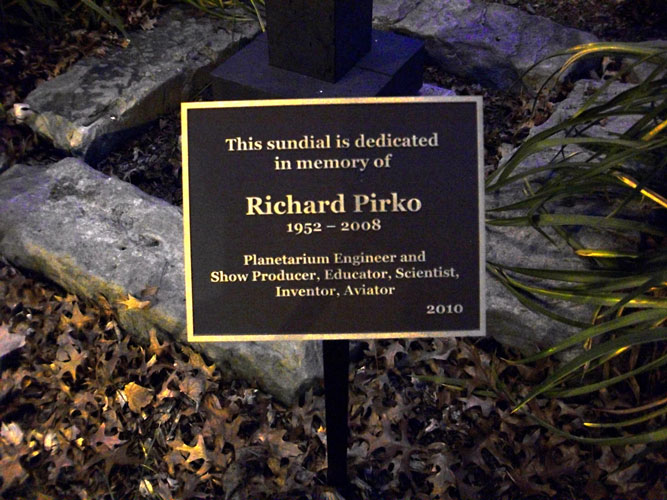 This sundial is dedicated
in memory of
Richard Pirko
1952 – 2008
Planetarium Engineer and
Show Producer, Educator, Scientist,
Inventor, Aviator
2010